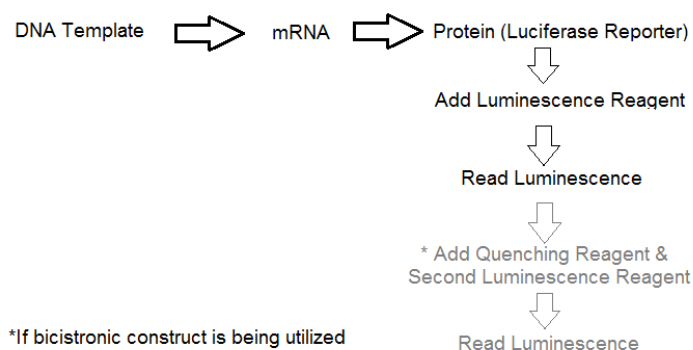 DNA Template
mRNA
Protein (Luciferase Reporter)
Add Luminescence Reagent
Read Luminescence
* Add Quenching Reagent &
Second Luminescence Reagent
Read Luminescence
*If bicistronic construct is being utilized